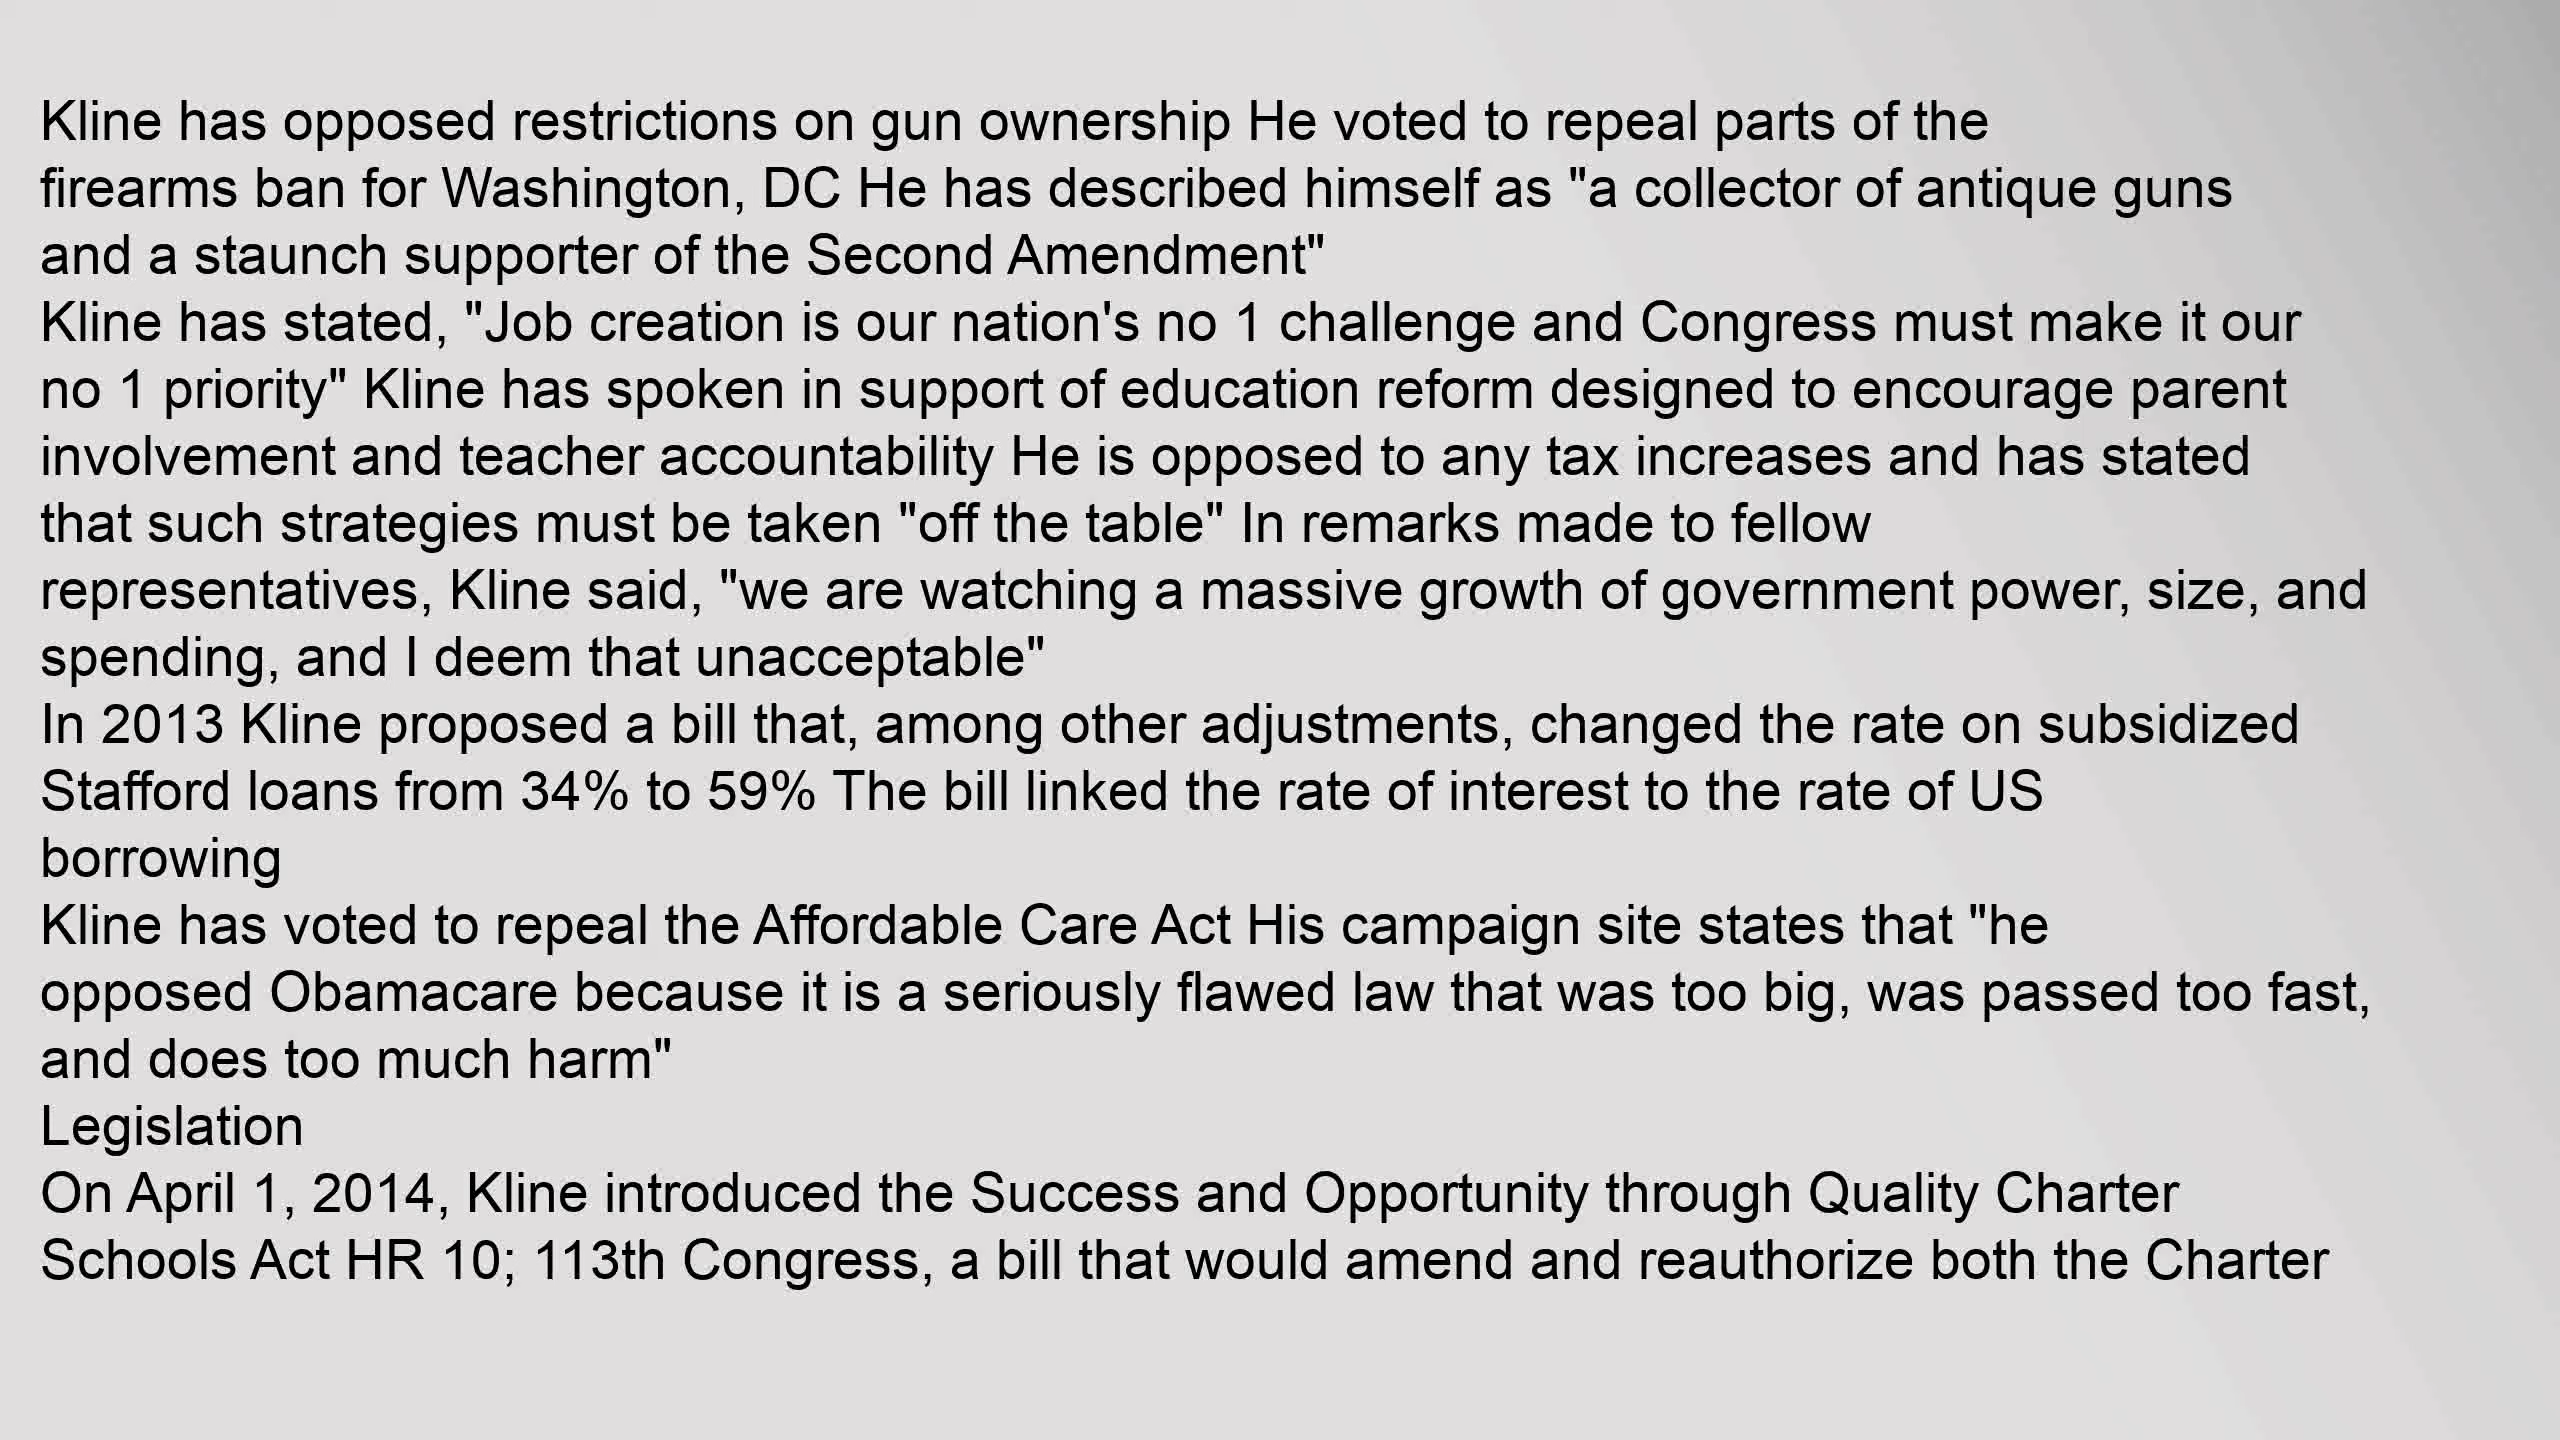 Kline has opposed restrictions on gun ownership He voted to repeal parts of the
firearms ban for Washington, DC He has described himself as "a collector of antique guns
and a staunch supporter of the Second Amendment"
Kline has stated, "Job creation is our nation's no 1 challenge and Congress must make it our
no 1 priority" Kline has spoken in support of education reform designed to encourage parent
involvement and teacher accountability He is opposed to any tax increases and has stated
that such strategies must be taken "off the table" In remarks made to fellow
representatives, Kline said, "we are watching a massive growth of government power, size, and
spending, and I deem that unacceptable"
In 2013 Kline proposed a bill that, among other adjustments, changed the rate on subsidized
Stafford loans from 34% to 59% The bill linked the rate of interest to the rate of US
borrowing
Kline has voted to repeal the Affordable Care Act His campaign site states that "he
opposed Obamacare because it is a seriously flawed law that was too big, was passed too fast,
and does too much harm"
Legislation
On April 1, 2014, Kline introduced the Success and Opportunity through Quality Charter
Schools Act HR 10; 113th Congress, a bill that would amend and reauthorize both the Charter